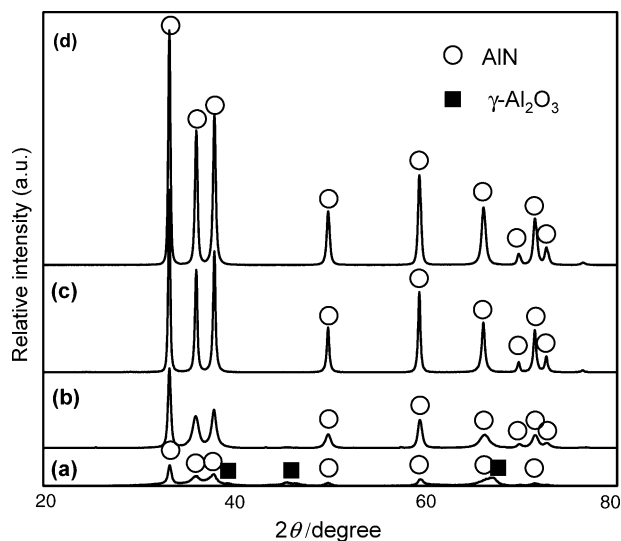 (d)
AlN
γ-Al2O3
(c)
(b)
(a)
Relative intensity (a.u.)
20 40 60 80
2θ/degree